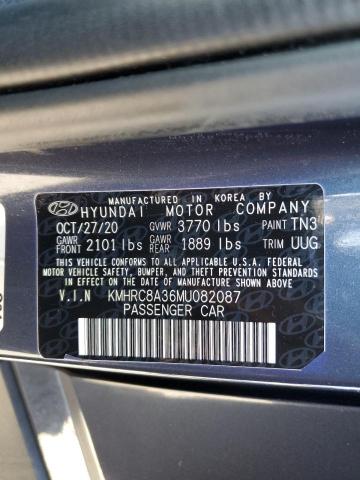 MANUFACTURED IN KOREA BY
HYUNDAI MOTOR COMPANY
OCT/27/20 GVWR 3770 lbs PAINT TN3
GAWR FRONT 2101 lbs GAWR REAR 1889 lbs TRIM UUG
THIS VEHICLE CONFORMS TO ALL APPLICABLE U.S.
FEDERAL MOTOR VEHICLE SAFETY, BUMPER, AND THEFT
PREVENTION STANDARDS IN EFFECT ON THE DATE OF
MANUFACTURE SHOWN ABOVE.
V.I.N KMHRC8A36MU082087
PASSENGER CAR